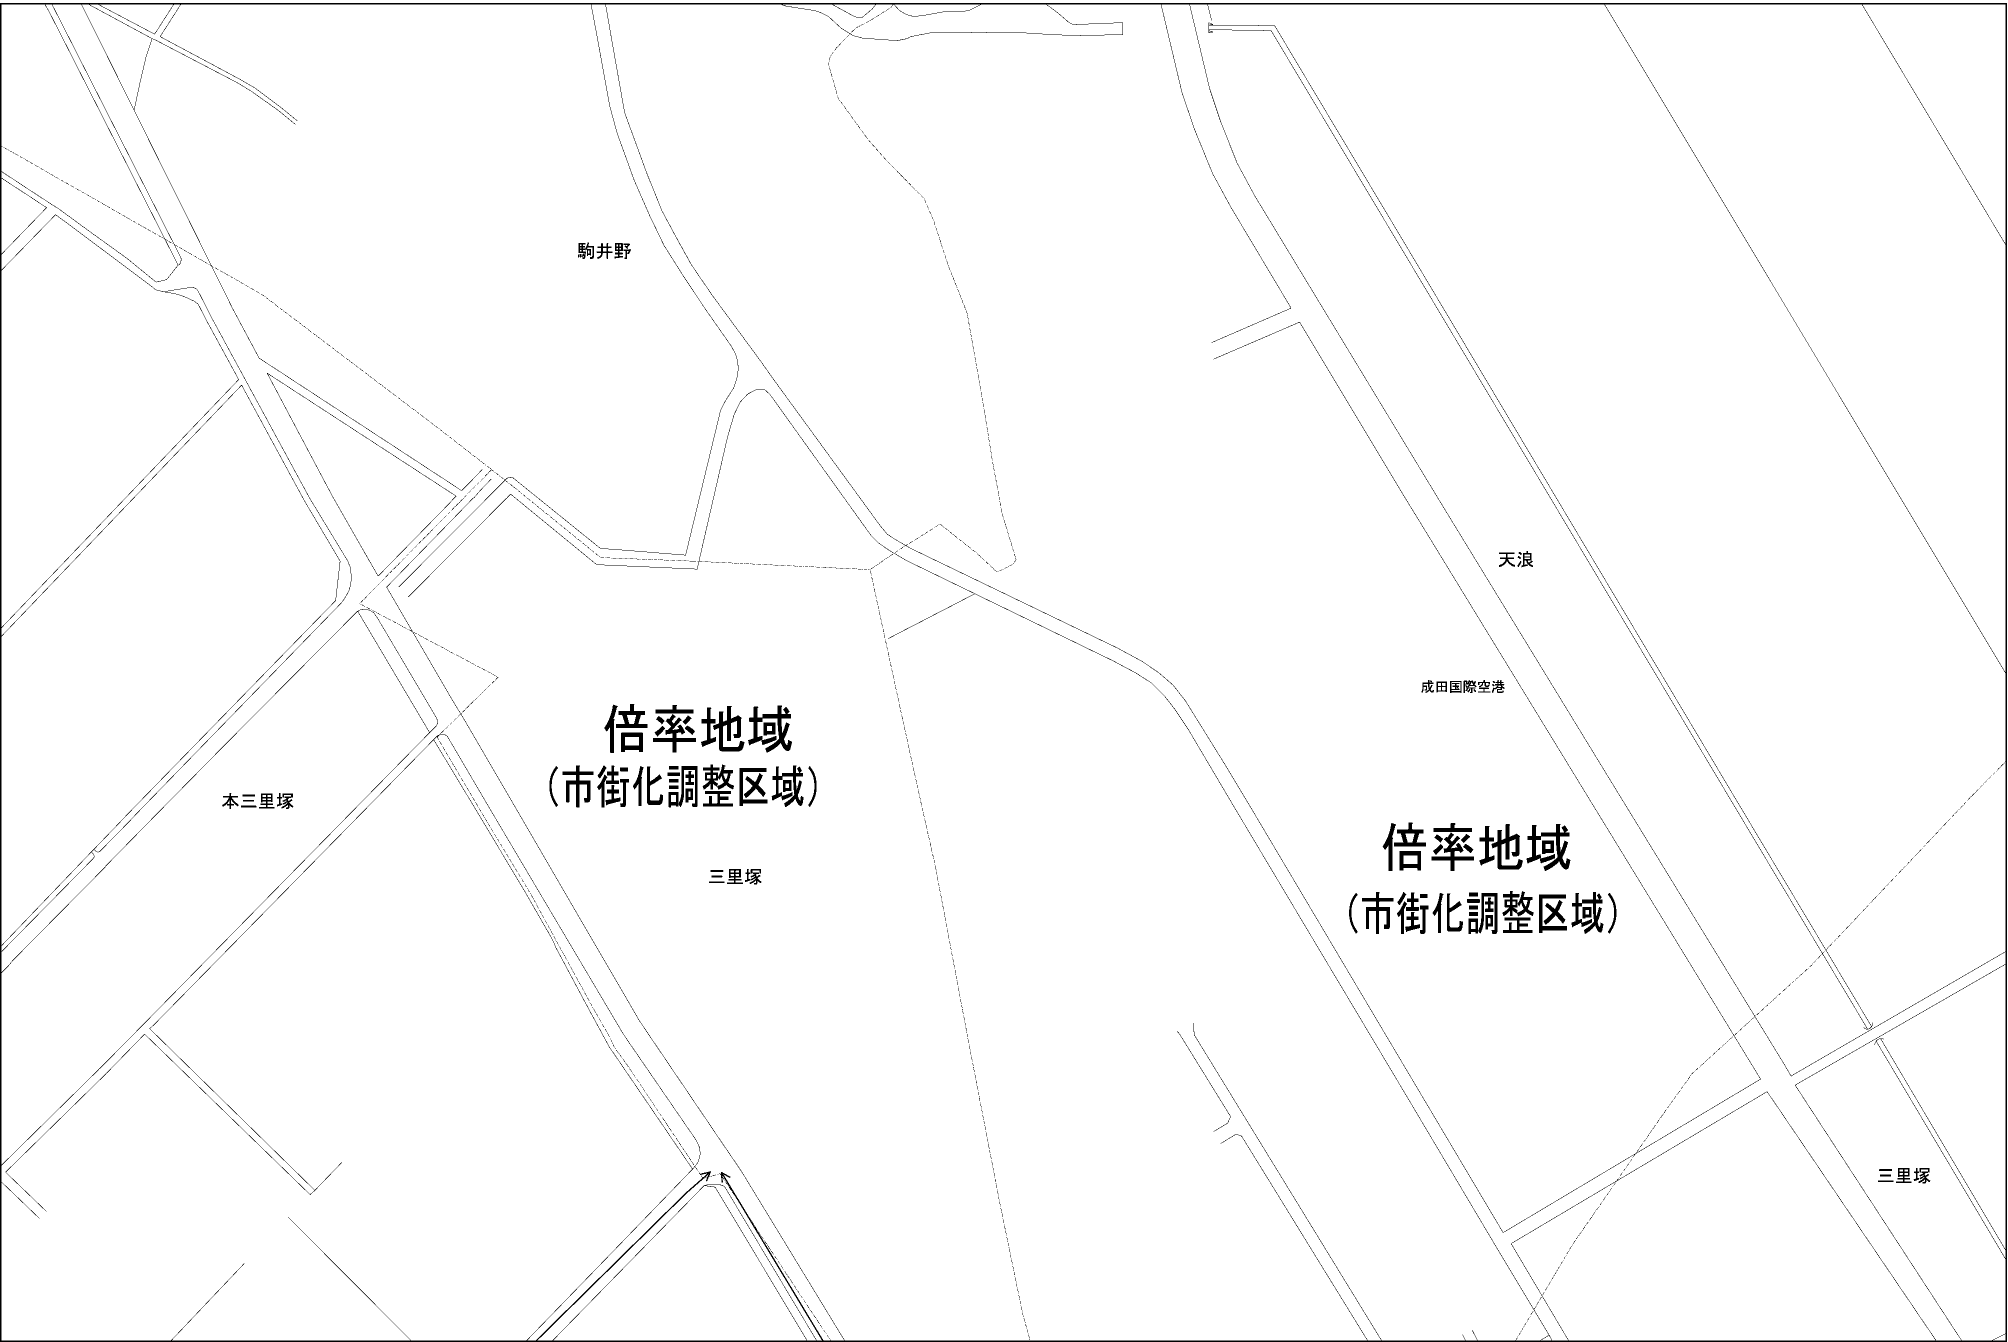 駒井野
天浪
成田国際空港
倍率地域
（市街化調整区域）
本三里塚
三里塚
倍率地域
（市街化調整区域）
三里塚